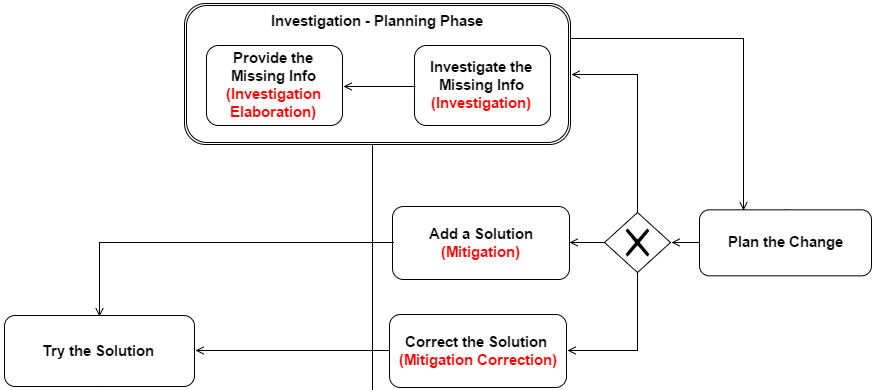 Investigation - Planning Phase
Provide the
Missing Info
(Investigation
Elaboration)
Investigate the
Missing Info
(Investigation)
Add a Solution
(Mitigation)
Plan the Change
Try the Solution
Correct the Solution
(Mitigation Correction)